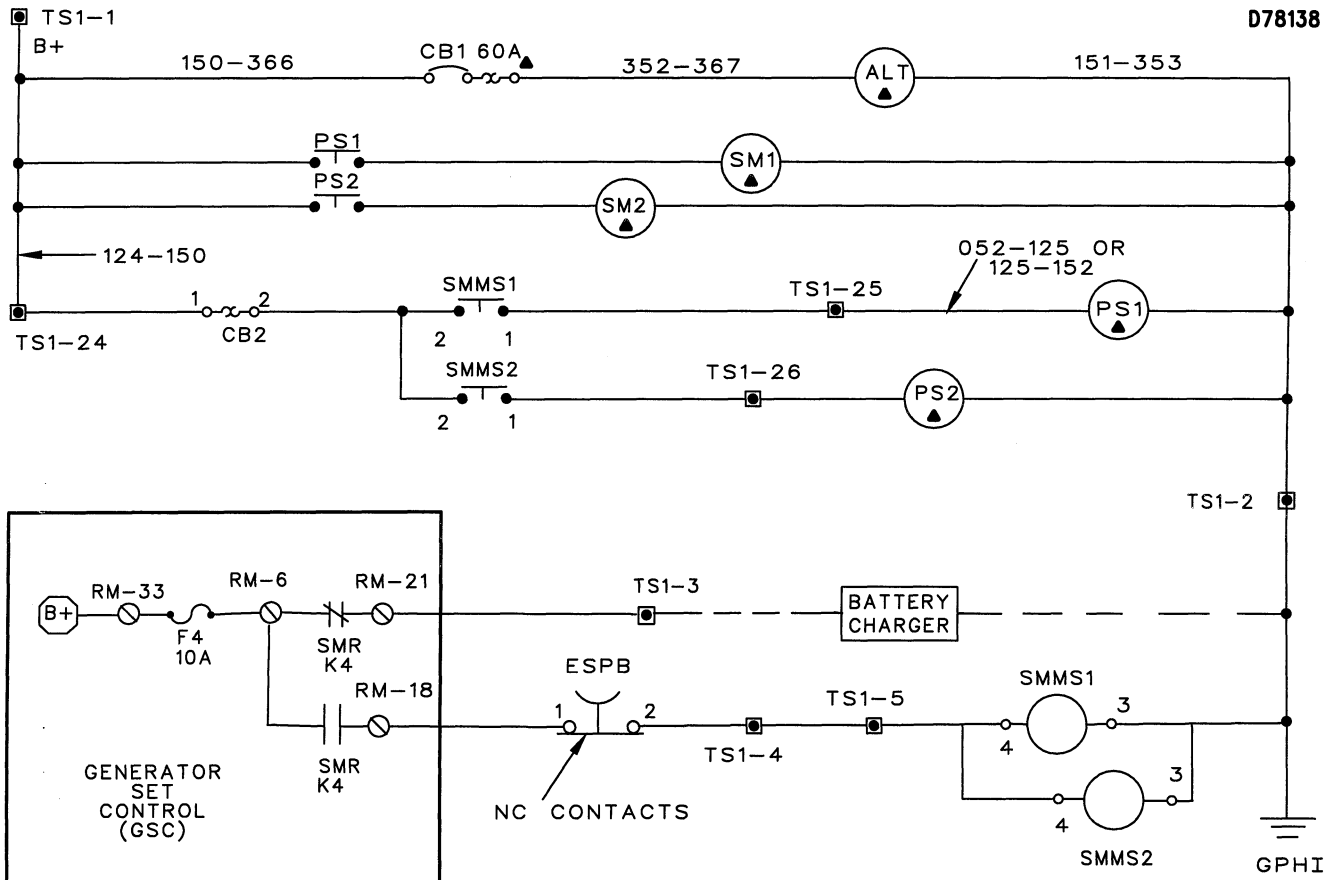 TS1-1
D78138
B+
150-366
CB1 60A
352-367
ALT
151-353
PS1
SM1
PS2
SM2
124-150
052-125 OR
125-152
SMMS1
TS1-25
1
2
CB2
PS1
TS1-24
2
1
SMMS2
TS1-26
PS2
2
1
TS1-2
B+
RM-33
RM-6
RM-21
TS1-3
BATTERY
CHARGER
F4
10A
SMR
K4
ESPB
SMMS1
RM-18
1
2
TS1-5
4
3
TS1-4
SMR
K4
GENERATOR
SET
CONTROL
(GSC)
NC CONTACTS
3
4
SMMS2
GPHI